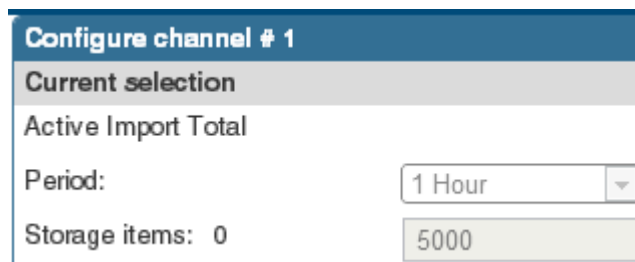 Configure channel # 1
Current selection
Active Import Total
Period: 1 Hour
Storage items: 0 5000